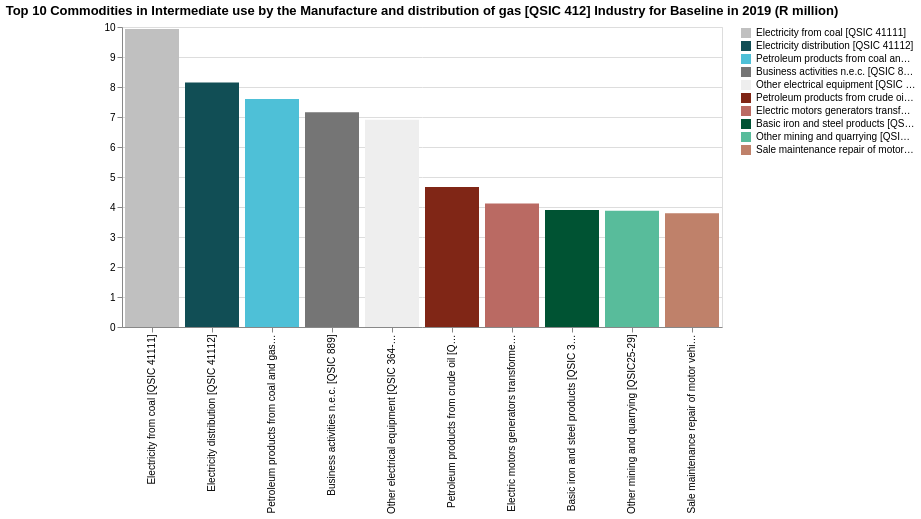 Top 10 Commodities in Intermediate use by the Manufacture and distribution of gas [QSIC 412] Industry for Baseline in 2019 (R million)
10
9
8
7
6
5
4
3
2
1
0
Electricity from coal [QSIC 41111]
Electricity distribution [QSIC 41112]
Petroleum products from coal and gas…
Business activities n.e.c. [QSIC 889]
Other electrical equipment [QSIC 364-…
Petroleum products from crude oil [Q…
Electric motors generators transforme…
Basic iron and steel products [QSIC 3…
Other mining and quarrying [QSIC25-29]
Sale maintenance repair of motor vehi…
Electricity from coal [QSIC 41111]
Electricity distribution [QSIC 41112]
Petroleum products from coal an…
Business activities n.e.c. [QSIC 8…
Other electrical equipment [QSIC …
Petroleum products from crude oi…
Electric motors generators transf…
Basic iron and steel products [QS…
Other mining and quarrying [QSI…
Sale maintenance repair of motor…